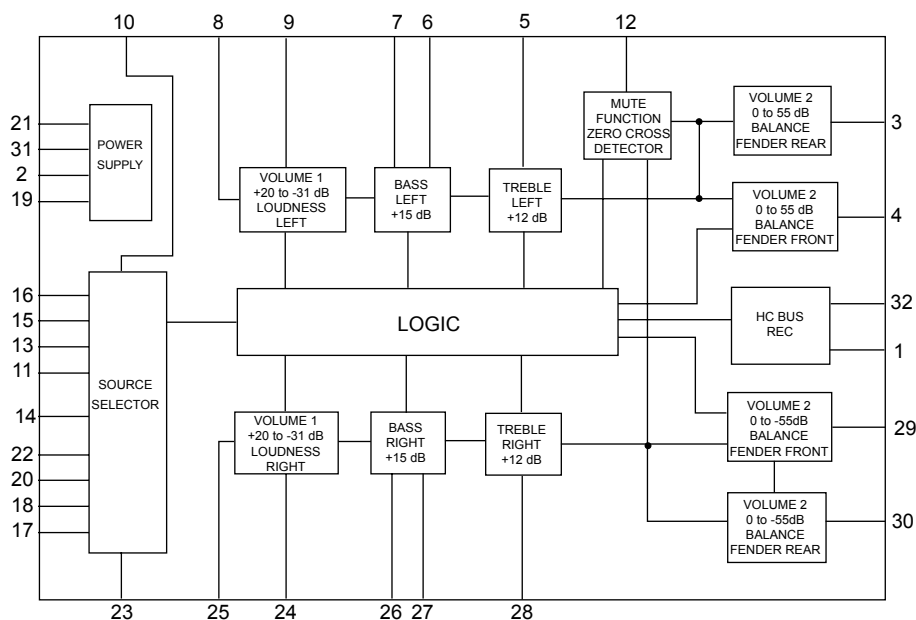 10
8
9
7
6
5
12
21
31
2
19
POWER
SUPPLY
MUTE
FUNCTION
ZERO CROSS
DETECTOR
VOLUME 2
0 to 55 dB
BALANCE
FENDER REAR
3
VOLUME 1
+20 to -31 dB
LOUDNESS
LEFT
BASS
LEFT
+15 dB
TREBLE
LEFT
+12 dB
VOLUME 2
0 to 55 dB
BALANCE
FENDER FRONT
4
16
15
13
11
14
22
20
18
17
SOURCE
SELECTOR
LOGIC
HC BUS
REC
32
1
VOLUME 1
+20 to -31 dB
LOUDNESS
RIGHT
BASS
RIGHT
+15 dB
TREBLE
RIGHT
+12 dB
VOLUME 2
0 to -55dB
BALANCE
FENDER FRONT
29
VOLUME 2
0 to -55dB
BALANCE
FENDER REAR
30
23
25
24
26
27
28